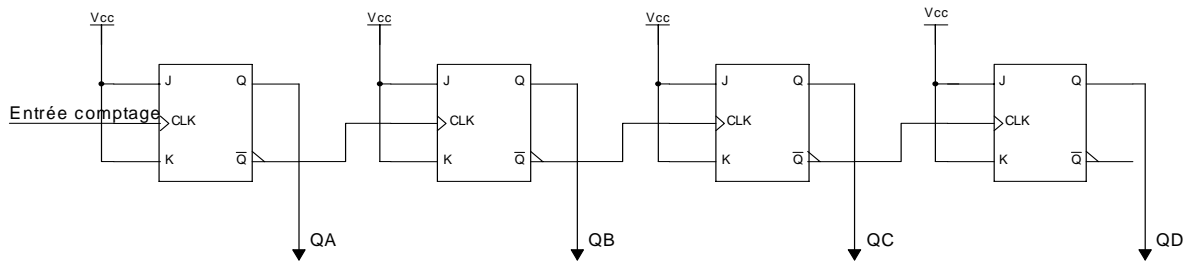 Vcc Vcc Vcc Vcc
J Q J Q J Q J Q
Entrée comptage CLK CLK CLK CLK
K Q̅ K Q̅ K Q̅ K Q̅
QA QB QC QD